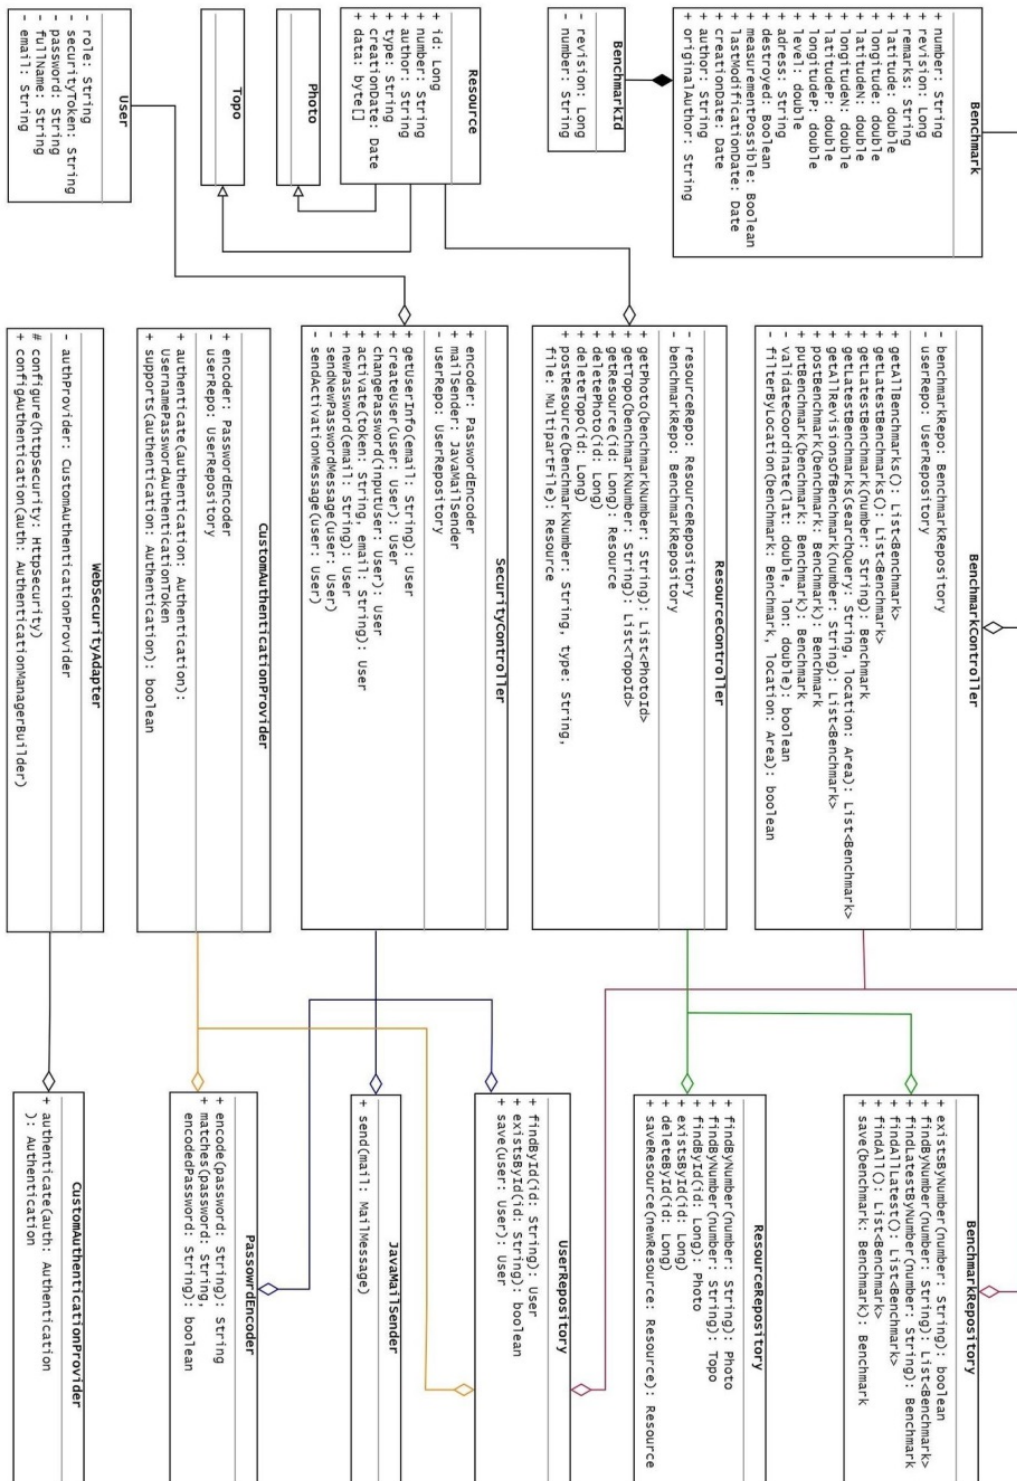 Benchmark
+ number: String
+ revision: Long
+ remarks: String
+ latitude: double
+ longitude: double
+ latitudeN: double
+ longitudeN: double
+ latitudeP: double
+ longitudeP: double
+ level: double
+ adress: String
+ destroyed: Boolean
+ measurementPossible: Boolean
+ lastModificationDate: Date
+ creationDate: Date
+ author: String
+ originalAuthor: String
BenchmarkId
- revision: Long
- number: String
Resource
+ id: Long
+ number: String
+ author: String
+ type: String
+ creationDate: Date
+ data: byte[]
Photo
Topo
User
- role: String
- securityToken: String
- password: String
- fullName: String
- email: String
BenchmarkController
- benchmarkRepo: BenchmarkRepository
- userRepo: UserRepository
+ getAllBenchmarks(): List<Benchmark>
+ getLatestBenchmarks(): List<Benchmark>
+ getLatestBenchmark(number: String): Benchmark
+ getLatestBenchmarks(searchQuery: String, location: Area): List<Benchmark>
+ getAllRevisionsOfBenchmark(number: String): List<Benchmark>
+ postBenchmark(benchmark: Benchmark): Benchmark
+ putBenchmark(benchmark: Benchmark): Benchmark
- validateCoordinate(lat: double, lon: double): boolean
- filterByLocation(benchmark: Benchmark, location: Area): boolean
ResourceController
- resourceRepo: ResourceRepository
- benchmarkRepo: BenchmarkRepository
+ getPhoto(benchmarkNumber: String): List<PhotoId>
+ getTopo(benchmarkNumber: String): List<TopoId>
+ getResource(id: Long): Resource
+ deletePhoto(id: Long)
+ deleteTopo(id: Long)
+ postResource(benchmarkNumber: String, type: String,
file: MultipartFile): Resource
SecurityController
+ encoder: PasswordEncoder
+ mailSender: JavaMailSender
- userRepo: UserRepository
+ getUserInfo(email: String): User
+ createUser(user: User): User
+ changePassword(inputUser: User): User
+ activate(token: String, email: String): User
+ newPassword(email: String): User
- sendNewPasswordMessage(user: User)
- sendActivationMessage(user: User)
CustomAuthenticationProvider
+ encoder: PasswordEncoder
- userRepo: UserRepository
+ authenticate(authentication: Authentication):
UsernamePasswordAuthenticationToken
+ supports(authentication: Authentication): boolean
WebSecurityAdapter
- authProvider: CustomAuthenticationProvider
# configure(httpSecurity: HttpSecurity)
+ configAuthentication(auth: AuthenticationManagerBuilder)
BenchmarkRepository
+ existsByNumber(number: String): boolean
+ findByNumber(number: String): List<Benchmark>
+ findLatestByNumber(number: String): Benchmark
+ findAllLatest(): List<Benchmark>
+ findAll(): List<Benchmark>
+ save(benchmark: Benchmark): Benchmark
ResourceRepository
+ findByNumber(number: String): Photo
+ findByNumber(number: String): Topo
+ findById(id: Long): Photo
+ existsById(id: Long)
+ deleteById(id: Long)
+ saveResource(newResource: Resource): Resource
UserRepository
+ findById(id: String): User
+ existsById(id: String): boolean
+ save(user: User): User
JavaMailSender
+ send(mail: MailMessage)
PassowrdEncoder
+ encode(password: String): String
+ matches(password: String,
encodedPassword: String): boolean
CustomAuthenticationProvider
+ authenticate(auth: Authentication
): Authentication